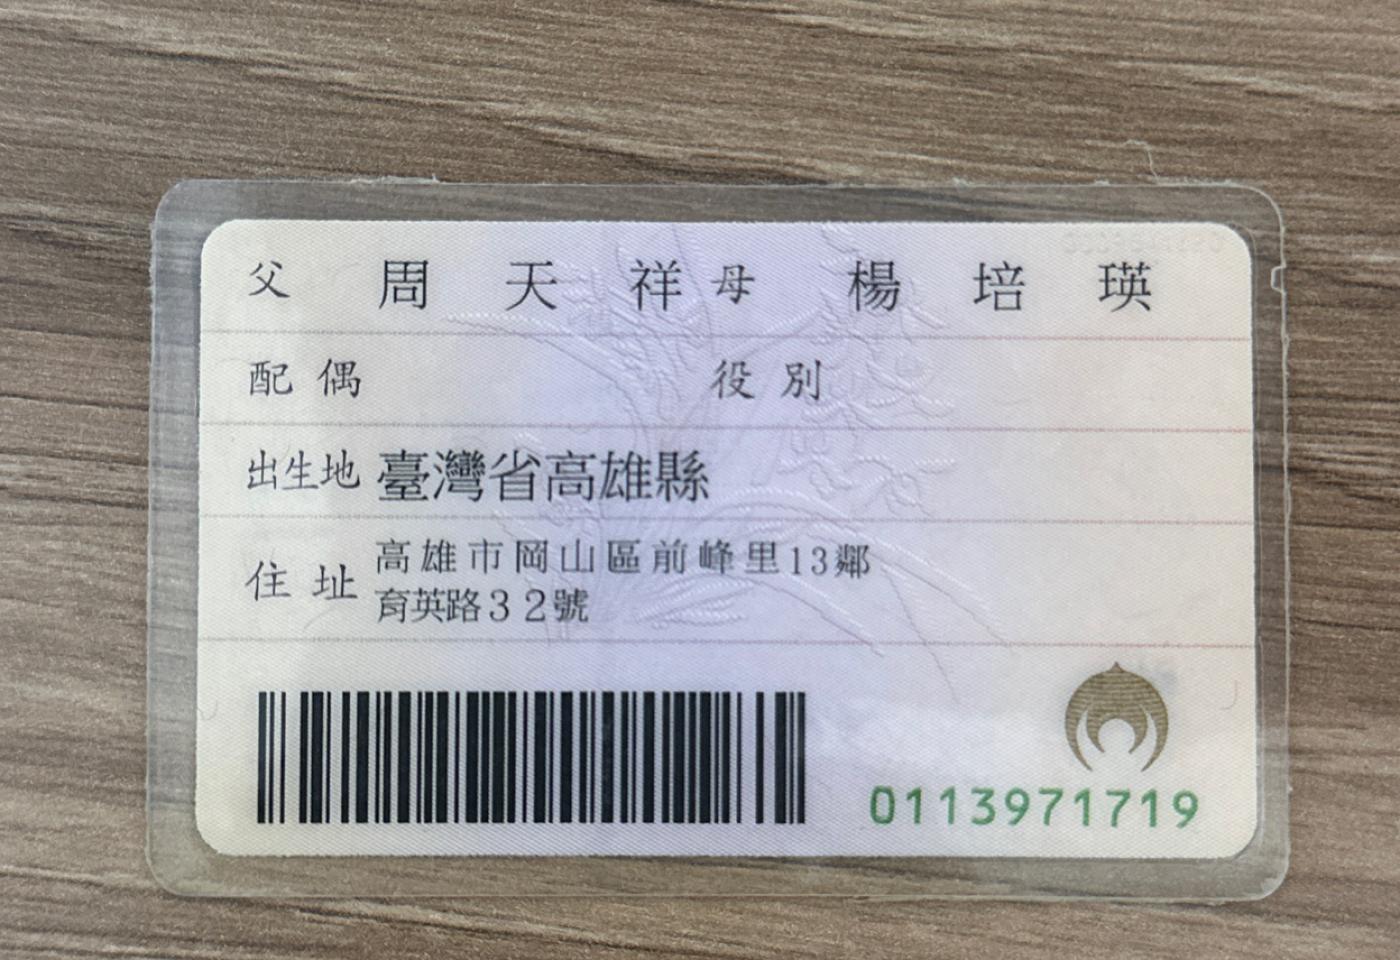 父 周天祥 母 楊培瑛
配偶 役別
出生地 臺灣省高雄縣
住址 高雄市岡山區前峰里13鄰
育英路32號
0113971719